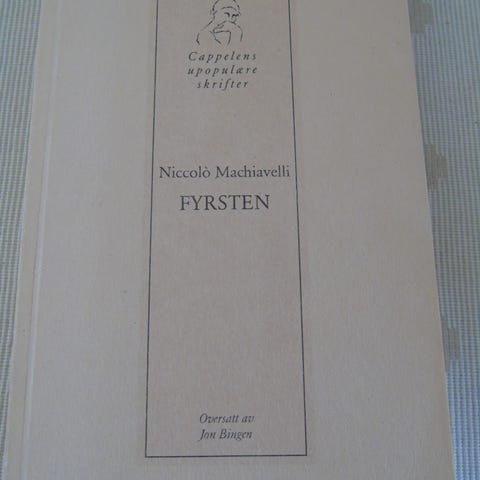 Cappelens
upopulære
skrifter
Niccolò Machiavelli
FYRSTEN
Oversatt av
Jon Bingen